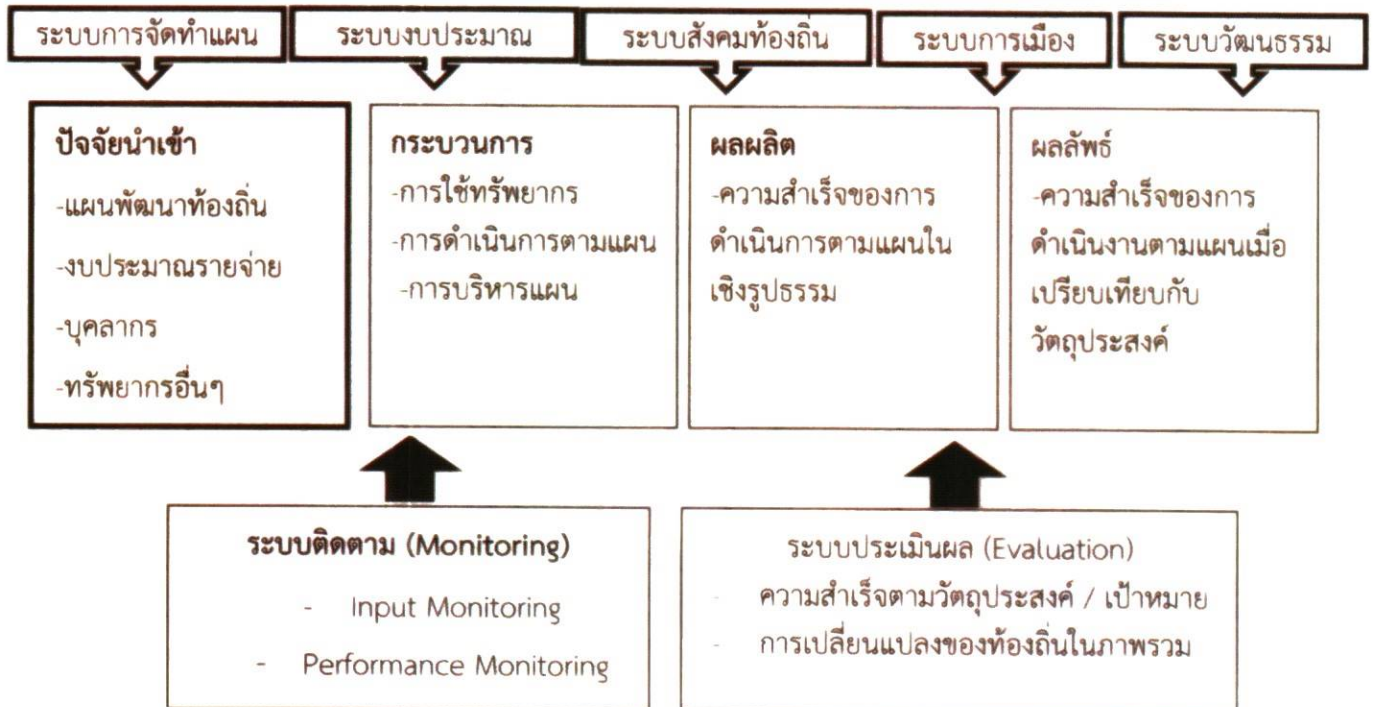 ระบบการจัดทำแผน
ระบบงบประมาณ
ระบบสังคมท้องถิ่น
ระบบการเมือง
ระบบวัฒนธรรม
ปัจจัยนำเข้า
-แผนพัฒนาท้องถิ่น
-งบประมาณรายจ่าย
-บุคลากร
-ทรัพยากรอื่นๆ
กระบวนการ
-การใช้ทรัพยากร
-การดำเนินการตามแผน
-การบริหารแผน
ผลผลิต
-ความสำเร็จของการ
ดำเนินการตามแผนใน
เชิงรูปธรรม
ผลลัพธ์
-ความสำเร็จของการ
ดำเนินงานตามแผนเมื่อ
เปรียบเทียบกับ
วัตถุประสงค์
ระบบติดตาม (Monitoring)
- Input Monitoring
- Performance Monitoring
ระบบประเมินผล (Evaluation)
- ความสำเร็จตามวัตถุประสงค์ / เป้าหมาย
- การเปลี่ยนแปลงของท้องถิ่นในภาพรวม